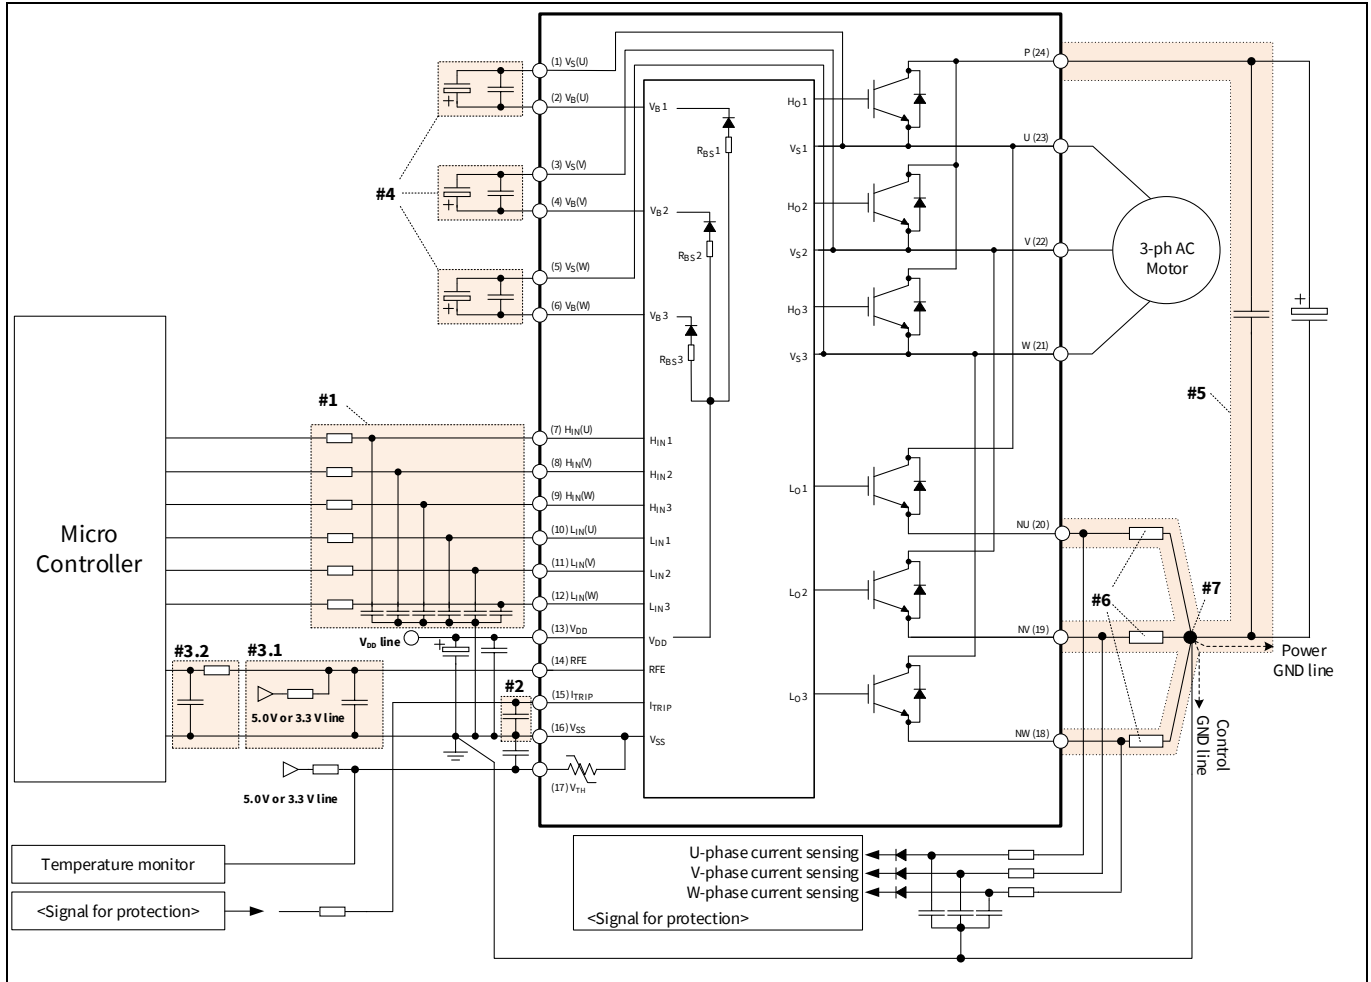 (1) VS(U)
(2) VB(U)
(3) VS(V)
(4) VB(V)
(5) VS(W)
(6) VB(W)
#4
VB1
RBS1
VB2
RBS2
VB3
RBS3
HO1
VS1
HO2
VS2
HO3
VS3
P (24)
U (23)
V (22)
W (21)
3-ph AC
Motor
+
+
+
+
#5
Micro
Controller
#1
(7) HIN(U)
(8) HIN(V)
(9) HIN(W)
(10) LIN(U)
(11) LIN(V)
(12) LIN(W)
(13) VDD
(14) RFE
(15) ITRIP
(16) VSS
(17) VTH
HIN1
HIN2
HIN3
LIN1
LIN2
LIN3
VDD
RFE
ITRIP
VSS
LO1
LO2
LO3
NU (20)
NV (19)
NW (18)
#6
#7
Power
GND line
Control
GND line
VDD line
+
#3.2
#3.1
#2
5.0V or 3.3 V line
5.0V or 3.3 V line
Temperature monitor
<Signal for protection>
U-phase current sensing
V-phase current sensing
W-phase current sensing
<Signal for protection>